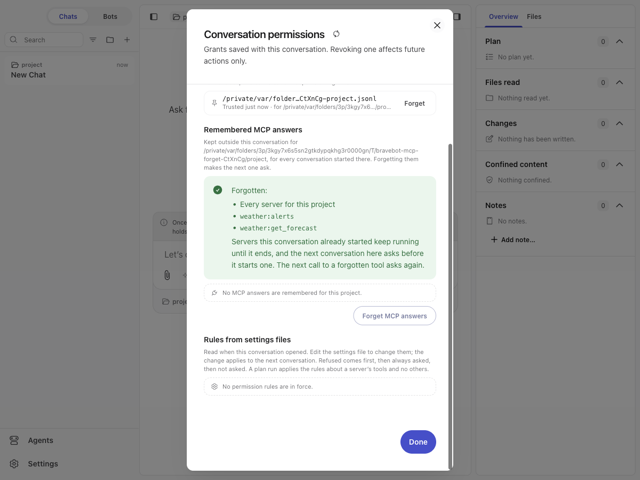 Chats
Bots
Search
project
now
New Chat
Agents
Settings
Conversation permissions
Grants saved with this conversation. Revoking one affects future
actions only.
/private/var/folder…CtXnCg-project.jsonl
Trusted just now · for /private/var/folders/3p/3kgy7v6…/pro…
Forget
Remembered MCP answers
Kept outside this conversation for
/private/var/folders/3p/3kgy7v6s5sn2gtkdypqkhg3r0000gn/T/bravebot-mcp-
forget-CtXnCg/project, for every conversation started there. Forgetting them
makes the next one ask.
Forgotten:
• Every server for this project
• weather:alerts
• weather:get_forecast
Servers this conversation already started keep running
until it ends, and the next conversation here asks before
it starts one. The next call to a forgotten tool asks again.
No MCP answers are remembered for this project.
Forget MCP answers
Rules from settings files
Read when this conversation opened. Edit the settings file to change them; the
change applies to the next conversation. Refused comes first, then always asked,
then not asked. A plan run applies the rules about a server's tools and no others.
No permission rules are in force.
Done
Ask
Once
holds
Let's
proje
Overview
Files
Plan
0
No plan yet.
Files read
0
Nothing read yet.
Changes
0
Nothing has been written.
Confined content
0
Nothing confined.
Notes
0
No notes.
Add note...